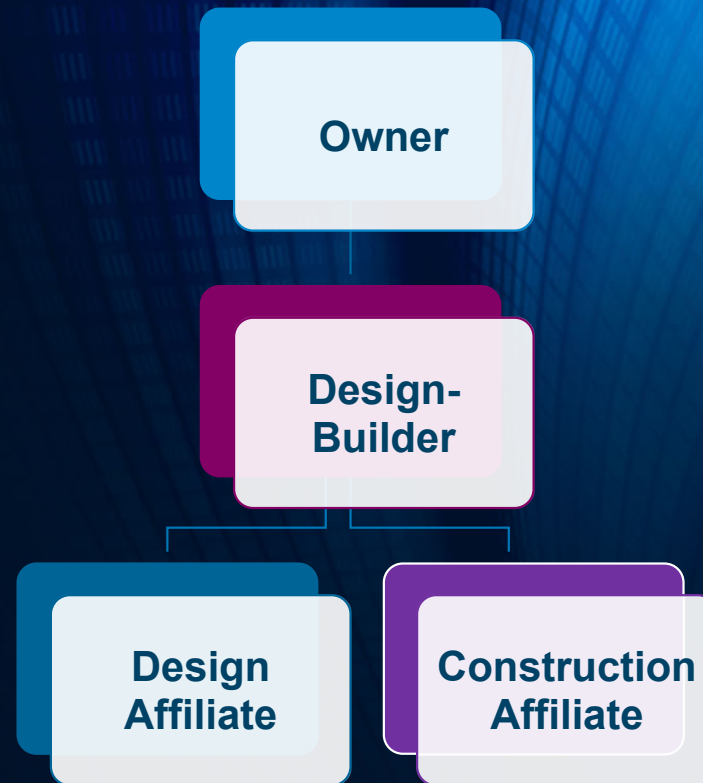 Owner
Design-
Builder
Design
Affiliate
Construction
Affiliate